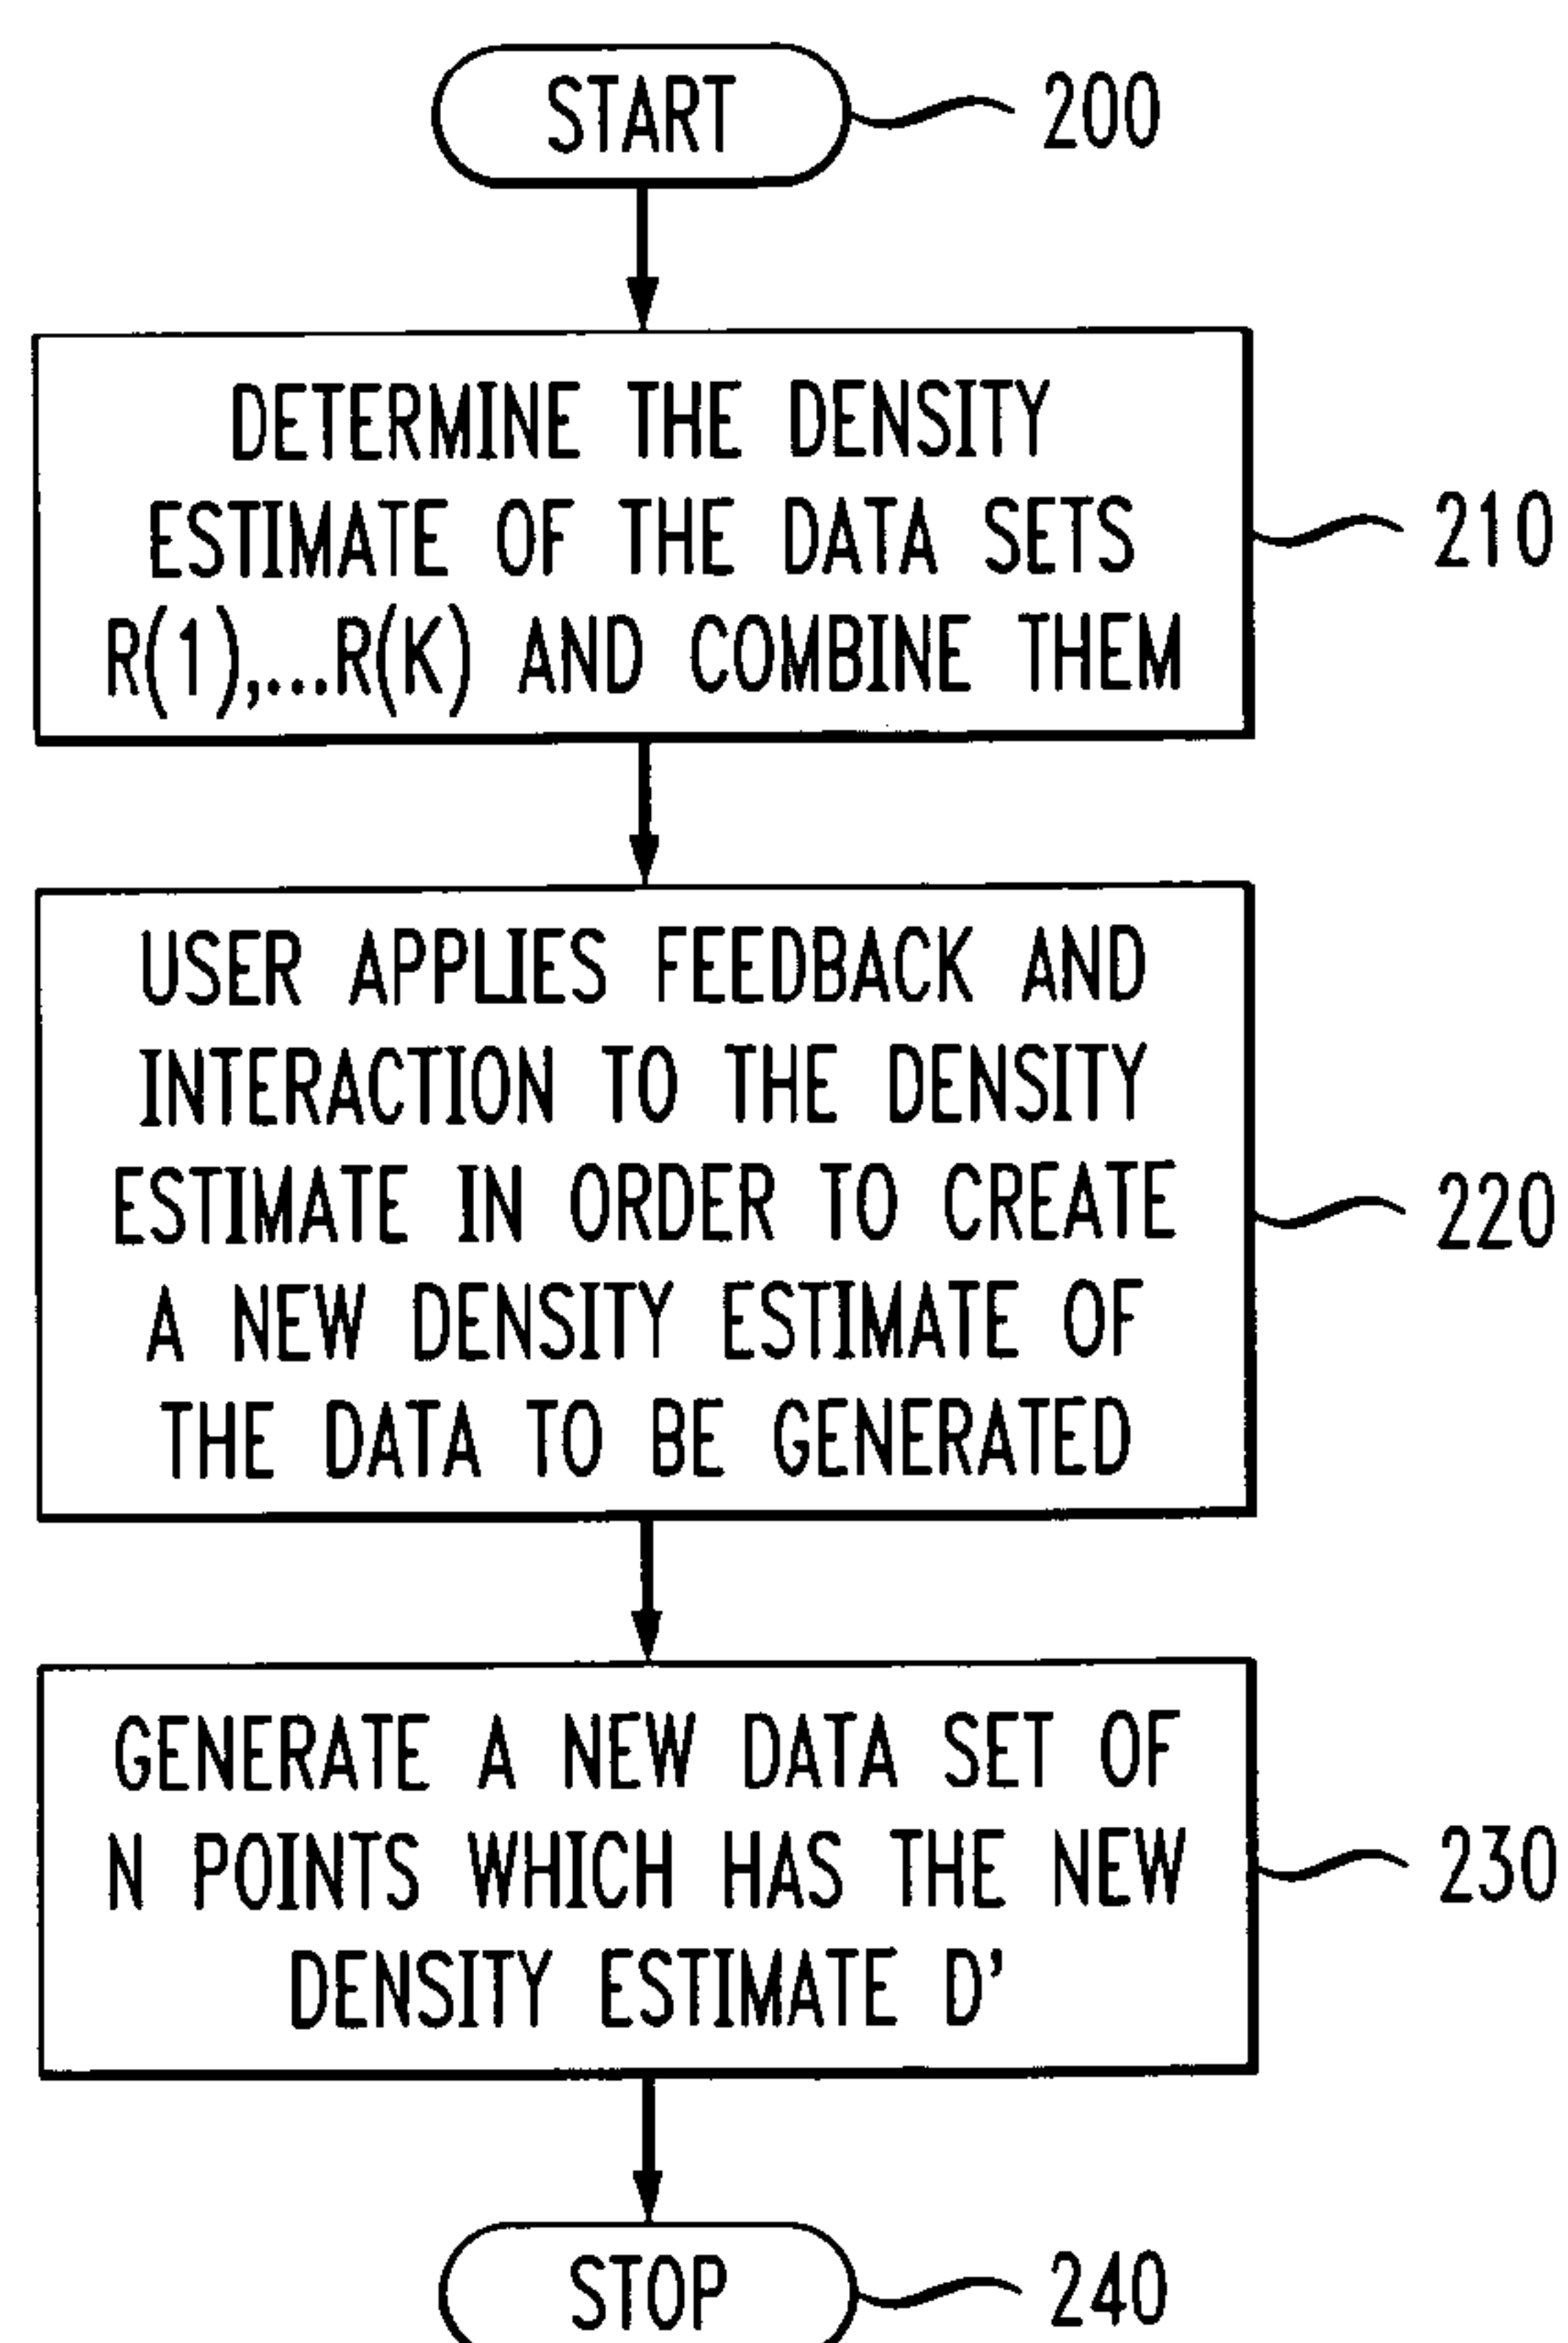 START
200
DETERMINE THE DENSITY
ESTIMATE OF THE DATA SETS
R(1),...R(K) AND COMBINE THEM
210
USER APPLIES FEEDBACK AND
INTERACTION TO THE DENSITY
ESTIMATE IN ORDER TO CREATE
A NEW DENSITY ESTIMATE OF
THE DATA TO BE GENERATED
220
GENERATE A NEW DATA SET OF
N POINTS WHICH HAS THE NEW
DENSITY ESTIMATE D'
230
STOP
240